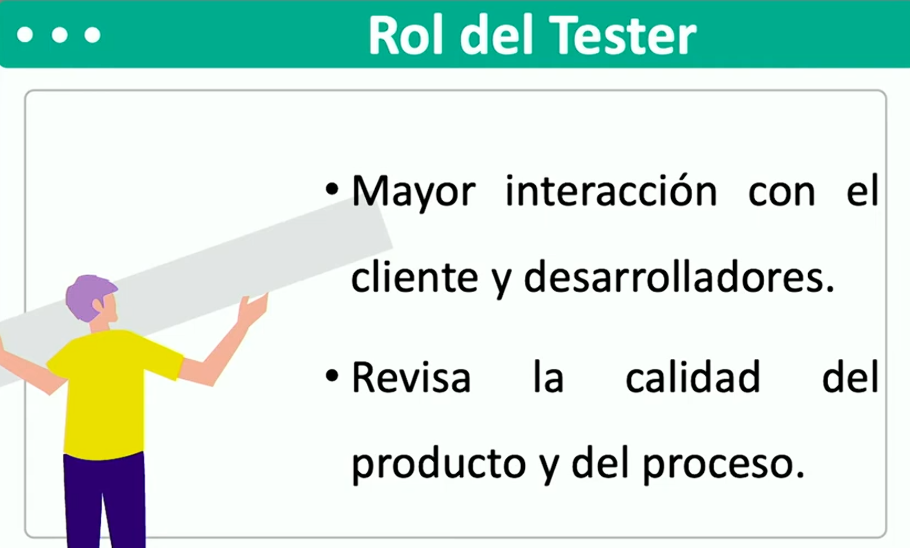 Rol del Tester
• Mayor interacción con el
cliente y desarrolladores.
• Revisa la calidad del
producto y del proceso.